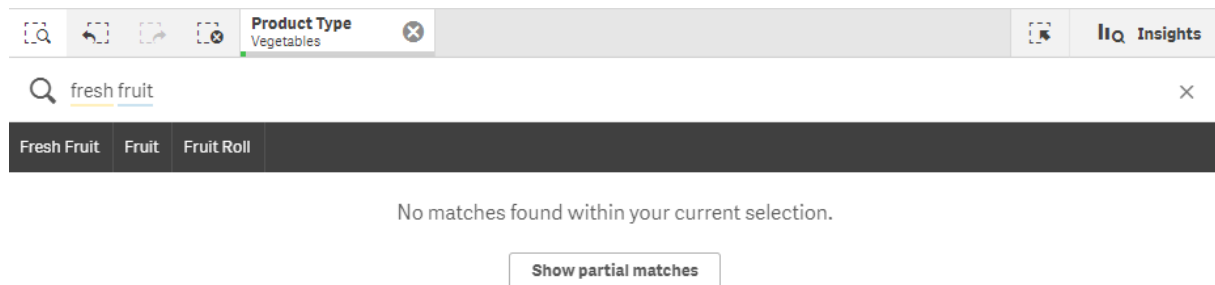 Product Type
Vegetables
Insights
fresh fruit
Fresh Fruit Fruit Fruit Roll
No matches found within your current selection.
Show partial matches